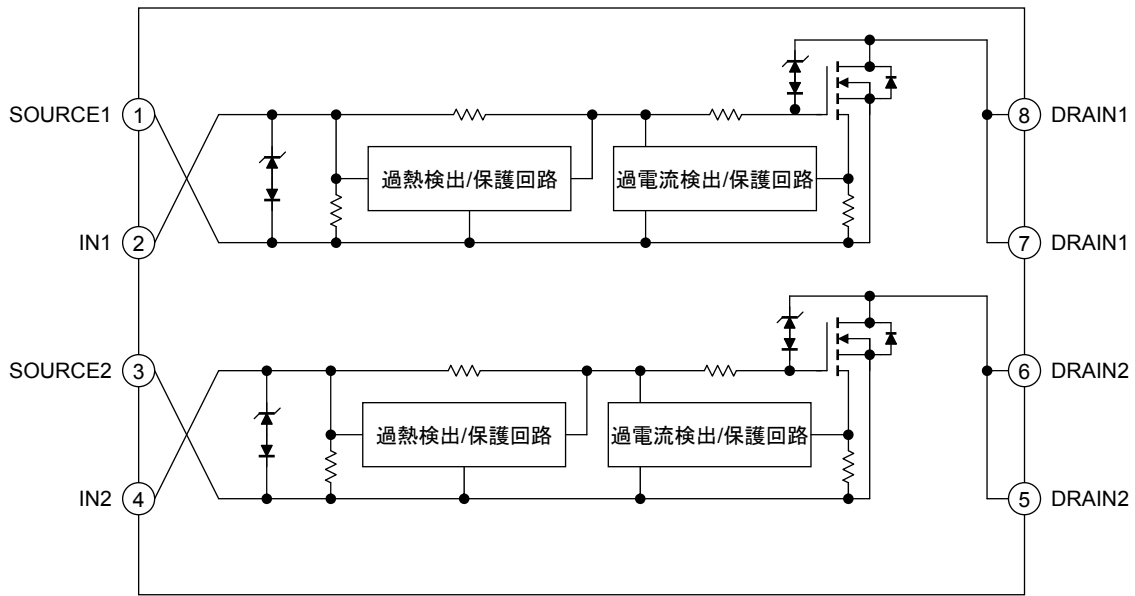 SOURCE1 1
8 DRAIN1
過熱検出/保護回路
過電流検出/保護回路
IN1 2
7 DRAIN1
SOURCE2 3
6 DRAIN2
過熱検出/保護回路
過電流検出/保護回路
IN2 4
5 DRAIN2